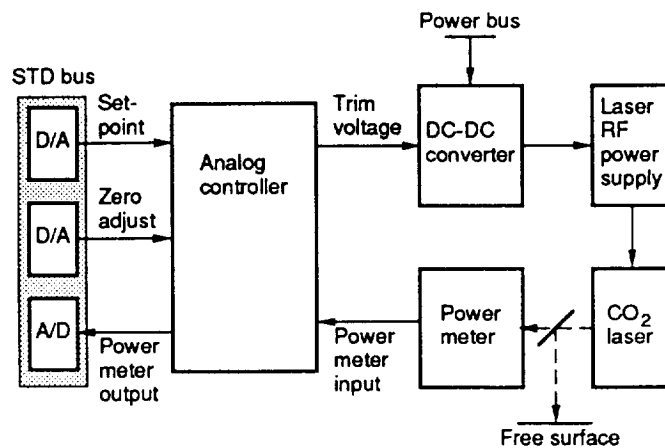 Power bus
STD bus
D/A
Set-
point
D/A
Zero
adjust
A/D
Power
meter
output
Analog
controller
Trim
voltage
DC-DC
converter
Laser
RF
power
supply
Power
meter
input
Power
meter
CO2
laser
Free surface